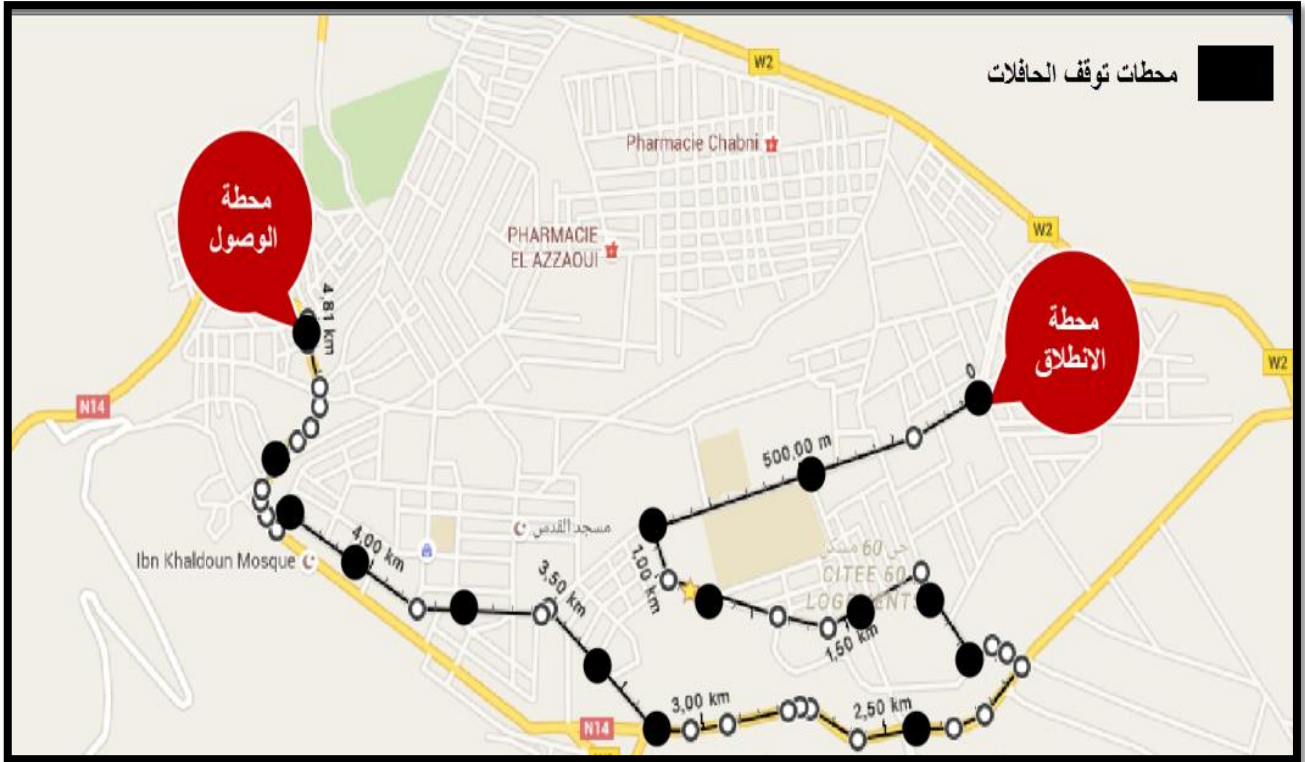 محطات توقف الحافلات
W2
Pharmacie Chabni
محطة
الوصول
PHARMACIE
EL AZZAOUI
W2
محطة
الانطلاق
4,81 km
W2
N14
0
500,00 m
مسجد القدس
4,00 km
Ibn Khaldoun Mosque
3,50 km
1,00 km
حي 60 مسكن
CITEE 60
LOGEMENTS
1,50 km
3,00 km
2,50 km
N14